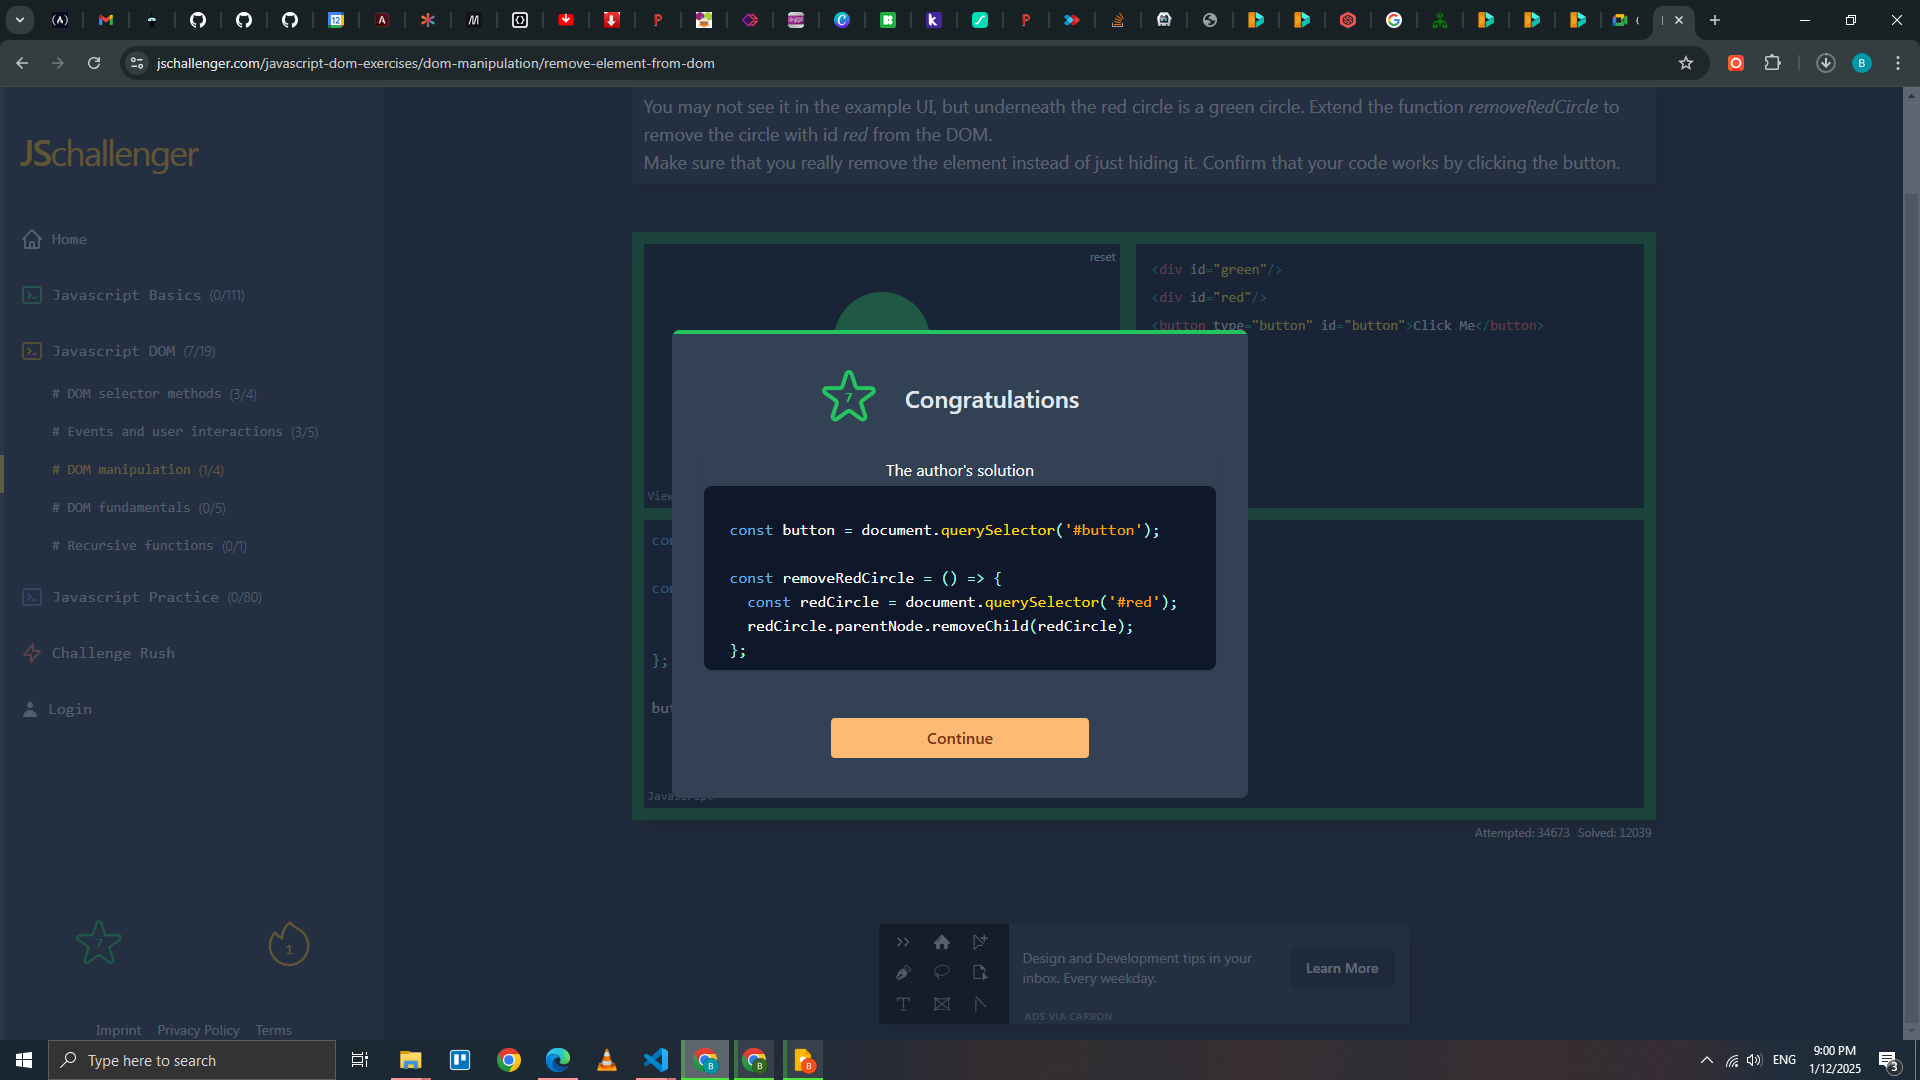 jschallenger.com/javascript-dom-exercises/dom-manipulation/remove-element-from-dom
You may not see it in the example UI, but underneath the red circle is a green circle. Extend the function removeRedCircle to
remove the circle with id red from the DOM.
Make sure that you really remove the element instead of just hiding it. Confirm that your code works by clicking the button.
JSchallenger
Home
Javascript Basics (0/111)
Javascript DOM (7/19)
# DOM selector methods (3/4)
# Events and user interactions (3/5)
# DOM manipulation (1/4)
# DOM fundamentals (0/5)
# Recursive functions (0/1)
Javascript Practice (0/80)
Challenge Rush
Login
7
1
Imprint Privacy Policy Terms
reset
View
<div id="green"/>
<div id="red"/>
<button type="button" id="button">Click Me</button>
7
Congratulations
The author's solution
const button = document.querySelector('#button');
const removeRedCircle = () => {
const redCircle = document.querySelector('#red');
redCircle.parentNode.removeChild(redCircle);
};
Continue
};
Javascript
Attempted: 34673 Solved: 12039
Design and Development tips in your
inbox. Every weekday.
ADS VIA CARBON
Learn More
Type here to search
ENG
9:00 PM
1/12/2025
3